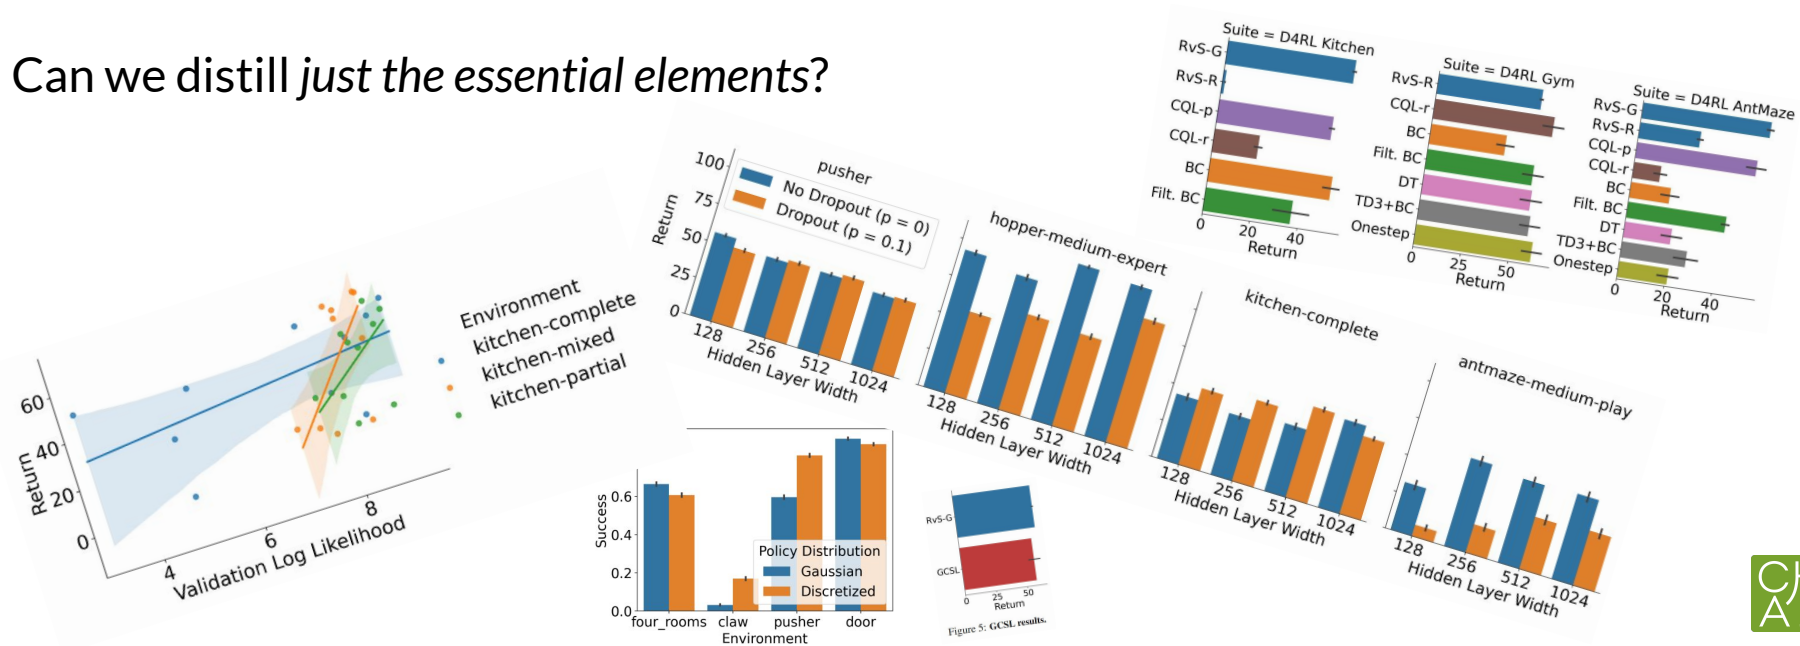 Can we distill just the essential elements?
Suite = D4RL Kitchen
RvS-G
RvS-R
CQL-p
CQL-r
BC
Filt. BC
0 20 40
Return
Suite = D4RL Gym
RvS-R
CQL-r
BC
Filt. BC
DT
TD3+BC
Onestep
0 25 50
Return
Suite = D4RL AntMaze
RvS-G
RvS-R
CQL-p
CQL-r
BC
Filt. BC
DT
TD3+BC
Onestep
0 20 40
Return
pusher
No Dropout (p = 0)
Dropout (p = 0.1)
Return
100
75
50
25
0
128 256 512 1024
Hidden Layer Width
hopper-medium-expert
128 256 512 1024
Hidden Layer Width
kitchen-complete
128 256 512 1024
Hidden Layer Width
antmaze-medium-play
128 256 512 1024
Hidden Layer Width
Environment
kitchen-complete
kitchen-mixed
kitchen-partial
Return
60
40
20
0
4 6 8
Validation Log Likelihood
Success
0.6
0.4
0.2
0.0
Policy Distribution
Gaussian
Discretized
four_rooms claw pusher door
Environment
RvS-G
GCSL
0 25 50
Return
Figure 5: GCSL results.
CH
A